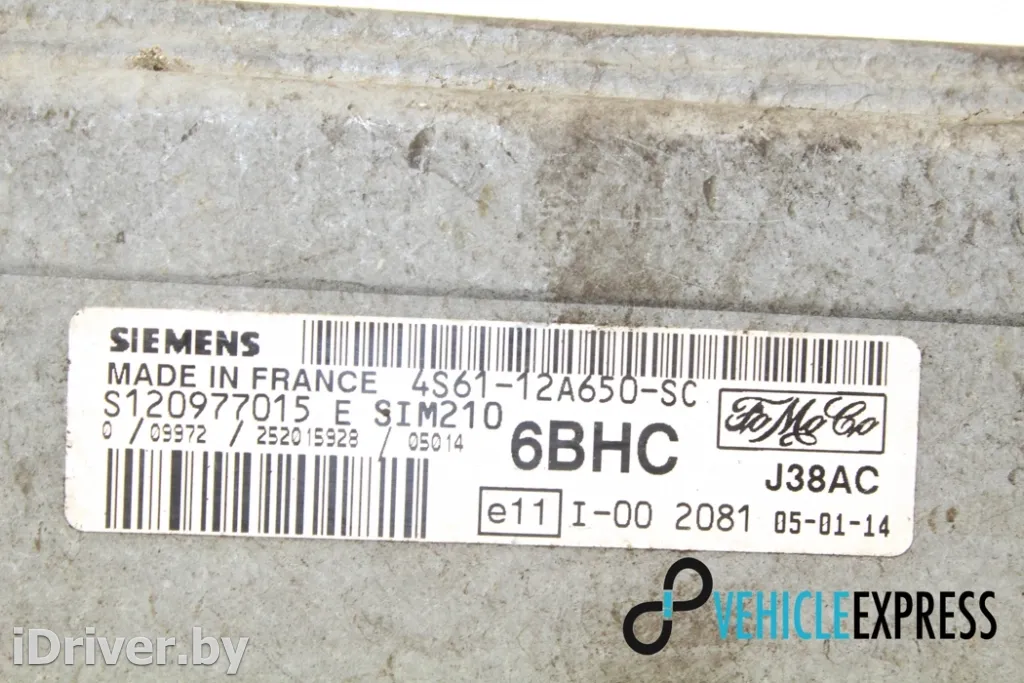 SIEMENS
MADE IN FRANCE 4S61-12A650-SC
S120977015 E SIM210
0 / 09972 / 252015928 / 05014
6BHC
FoMoCo
J38AC
e11 I-00 2081 05-01-14
VEHICLEEXPRESS
iDriver.by